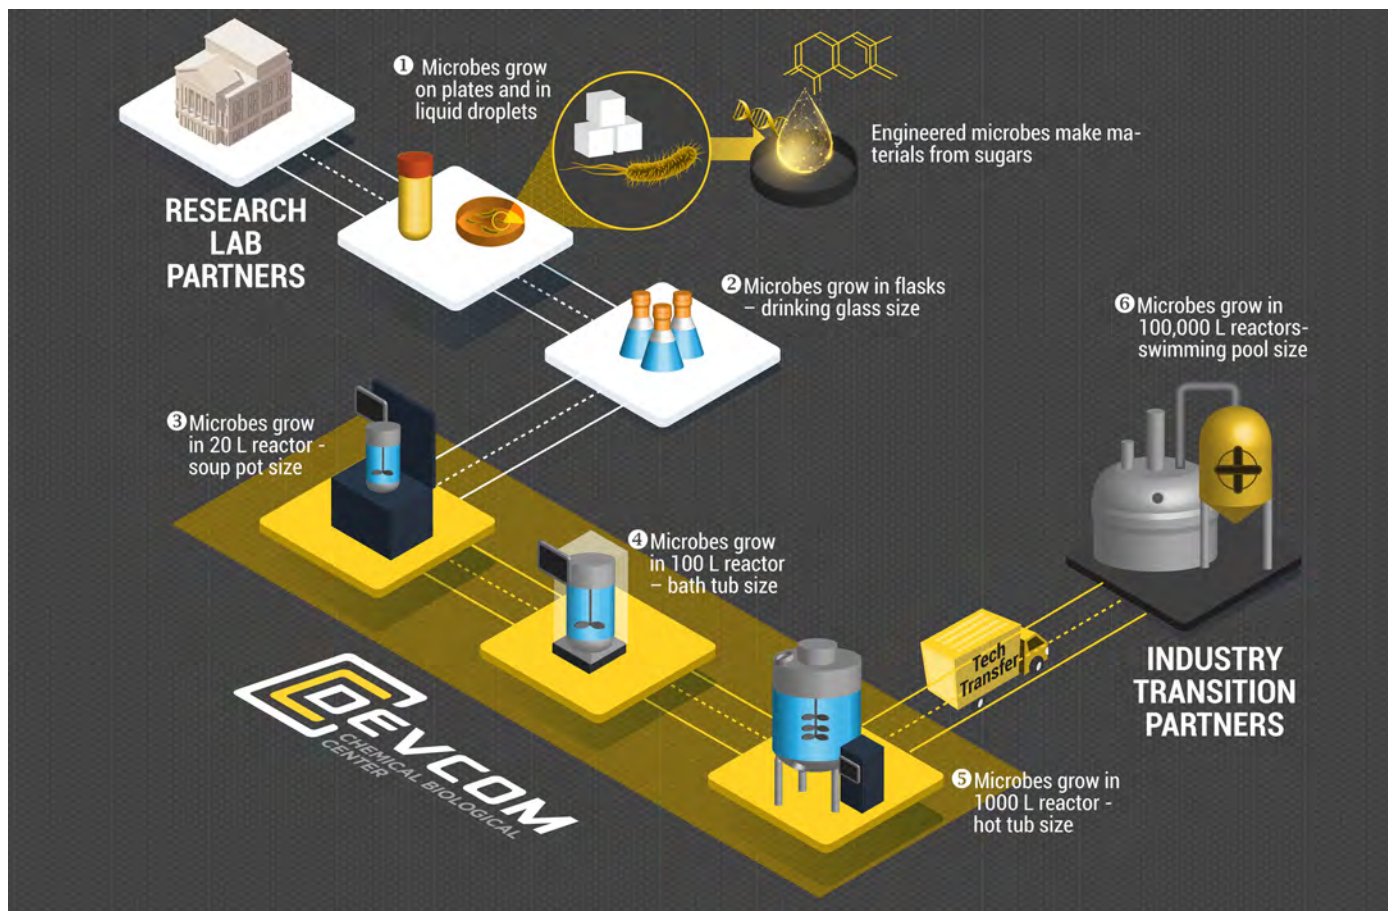 ❶ Microbes grow
on plates and in
liquid droplets
Engineered microbes make ma-
terials from sugars
RESEARCH
LAB
PARTNERS
❷ Microbes grow in flasks
– drinking glass size
❸ Microbes grow
in 20 L reactor -
soup pot size
❹ Microbes grow
in 100 L reactor
– bath tub size
❺ Microbes grow in
1000 L reactor -
hot tub size
❻ Microbes grow in
100,000 L reactors-
swimming pool size
Tech
Transfer
INDUSTRY
TRANSITION
PARTNERS
DEVCOM
CHEMICAL BIOLOGICAL
CENTER